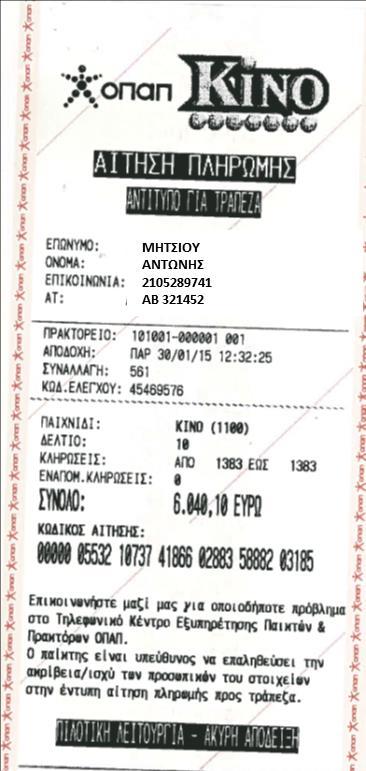 οπαπ ΚΙΝΟ
ΑΙΤΗΣΗ ΠΛΗΡΩΜΗΣ
ΑΝΤΙΤΥΠΟ ΓΙΑ ΤΡΑΠΕΖΑ
ΕΠΩΝΥΜΟ: ΜΗΤΣΙΟΥ
ΟΝΟΜΑ: ΑΝΤΩΝΗΣ
ΕΠΙΚΟΙΝΩΝΙΑ: 2105289741
ΑΤ: ΑΒ 321452
ΠΡΑΚΤΟΡΕΙΟ: 101001-000001 001
ΑΠΟΔΟΧΗ: ΠΑΡ 30/01/15 12:32:25
ΣΥΝΑΛΛΑΓΗ: 561
ΚΩΔ.ΕΛΕΓΧΟΥ: 45469576
ΠΑΙΧΝΙΔΙ: ΚΙΝΟ (1100)
ΔΕΛΤΙΟ: 10
ΚΛΗΡΩΣΕΙΣ: ΑΠΟ 1383 ΕΩΣ 1383
ΕΝΑΠΟΜ.ΚΛΗΡΩΣΕΙΣ: 0
ΣΥΝΟΛΟ: 6.040,10 ΕΥΡΩ
ΚΩΔΙΚΟΣ ΑΙΤΗΣΗΣ:
00000 05532 10737 41866 02883 58882 03185
Επικοινωνήστε μαζί μας για οποιοδήποτε πρόβλημα
στο Τηλεφωνικό Κέντρο Εξυπηρέτησης Παικτών &
Πρακτόρων ΟΠΑΠ.
Ο παίκτης είναι υπεύθυνος να επαληθεύσει την
ακρίβεια/ισχύ των προσωπικών του στοιχείων
στην έντυπη αίτηση πληρωμής προς τράπεζα.
ΠΙΛΟΤΙΚΗ ΛΕΙΤΟΥΡΓΙΑ - ΑΚΥΡΗ ΑΠΟΔΕΙΞΗ